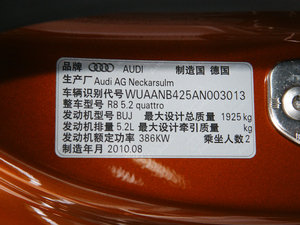 品牌 AUDI 制造国 德国
生产厂 Audi AG Neckarsulm
车辆识别代号 WUAANB425AN003013
整车型号 R8 5.2 quattro
发动机型号 BUJ 最大设计总质量 1925 kg
发动机排量 5.2L 最大设计牵引质量 kg
发动机额定功率 386KW 乘坐人数 2
制造年月 2010.08